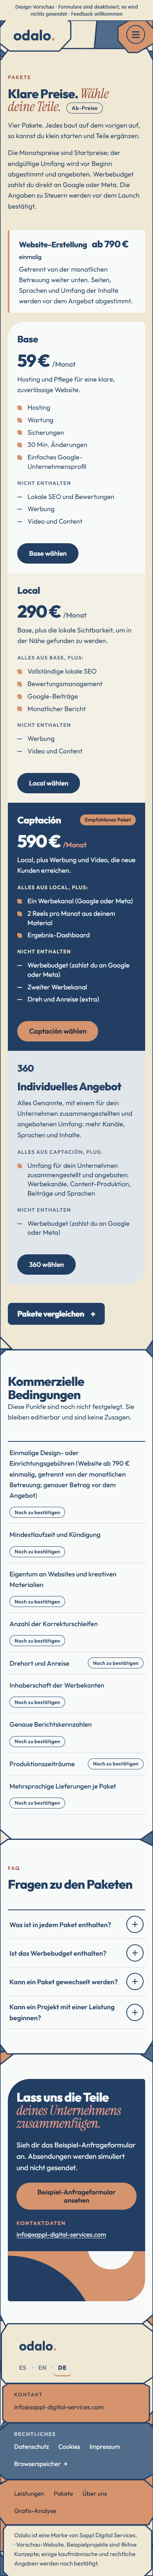 Design-Vorschau · Formulare sind deaktiviert, es wird
nichts gesendet · Feedback willkommen
odalo.
PAKETE
Klare Preise. Wähle
deine Teile. Ab-Preise
Vier Pakete. Jedes baut auf dem vorigen auf,
so kannst du klein starten und Teile ergänzen.
Die Monatspreise sind Startpreise; der
endgültige Umfang wird vor Beginn
abgestimmt und angeboten. Werbebudget
zahlst du direkt an Google oder Meta. Die
Angaben zu Steuern werden vor dem Launch
bestätigt.
Website-Erstellung ab 790 €
einmalig
Getrennt von der monatlichen
Betreuung weiter unten. Seiten,
Sprachen und Umfang der Inhalte
werden vor dem Angebot abgestimmt.
Base
59 € /Monat
Hosting und Pflege für eine klare,
zuverlässige Website.
Hosting
Wartung
Sicherungen
30 Min. Änderungen
Einfaches Google-
Unternehmensprofil
NICHT ENTHALTEN
Lokale SEO und Bewertungen
Werbung
Video und Content
Base wählen
Local
290 € /Monat
Base, plus die lokale Sichtbarkeit, um in
der Nähe gefunden zu werden.
ALLES AUS BASE, PLUS:
Vollständige lokale SEO
Bewertungsmanagement
Google-Beiträge
Monatlicher Bericht
NICHT ENTHALTEN
Werbung
Video und Content
Local wählen
Captación Empfohlenes Paket
590 € /Monat
Local, plus Werbung und Video, die neue
Kunden erreichen.
ALLES AUS LOCAL, PLUS:
Ein Werbekanal (Google oder Meta)
2 Reels pro Monat aus deinem
Material
Ergebnis-Dashboard
NICHT ENTHALTEN
Werbebudget (zahlst du an Google
oder Meta)
Zweiter Werbekanal
Dreh und Anreise (extra)
Captación wählen
360
Individuelles Angebot
Alles Genannte, mit einem für dein
Unternehmen zusammengestellten und
angebotenen Umfang: mehr Kanäle,
Sprachen und Inhalte.
ALLES AUS CAPTACIÓN, PLUS:
Umfang für dein Unternehmen
zusammengestellt und angeboten:
Werbekanäle, Content-Produktion,
Beiträge und Sprachen
NICHT ENTHALTEN
Werbebudget (zahlst du an Google
oder Meta)
360 wählen
Pakete vergleichen +
Kommerzielle
Bedingungen
Diese Punkte sind noch nicht festgelegt. Sie
bleiben editierbar und sind keine Zusagen.
Einmalige Design- oder
Einrichtungsgebühren (Website ab 790 €
einmalig, getrennt von der monatlichen
Betreuung; genauer Betrag vor dem
Angebot)
Noch zu bestätigen
Mindestlaufzeit und Kündigung
Noch zu bestätigen
Eigentum an Websites und kreativen
Materialien
Noch zu bestätigen
Anzahl der Korrekturschleifen
Noch zu bestätigen
Drehort und Anreise Noch zu bestätigen
Inhaberschaft der Werbekonten
Noch zu bestätigen
Genaue Berichtskennzahlen
Noch zu bestätigen
Produktionszeiträume Noch zu bestätigen
Mehrsprachige Lieferungen je Paket
Noch zu bestätigen
FAQ
Fragen zu den Paketen
Was ist in jedem Paket enthalten? +
Ist das Werbebudget enthalten? +
Kann ein Paket gewechselt werden? +
Kann ein Projekt mit einer Leistung
beginnen? +
Lass uns die Teile
deines Unternehmens
zusammenfügen.
Sieh dir das Beispiel-Anfrageformular
an. Absendungen werden simuliert
und nicht gesendet.
Beispiel-Anfrageformular
ansehen
KONTAKTDATEN
info@sappl-digital-services.com
odalo.
ES · EN · DE
KONTAKT
info@sappl-digital-services.com
RECHTLICHES
Datenschutz Cookies Impressum
Browserspeicher +
Leistungen Pakete Über uns
Gratis-Analyse
Odalo ist eine Marke von Sappl Digital Services.
· Vorschau-Website. Beispielprojekte sind fiktive
Konzepte; einige kaufmännische und rechtliche
Angaben werden noch bestätigt.